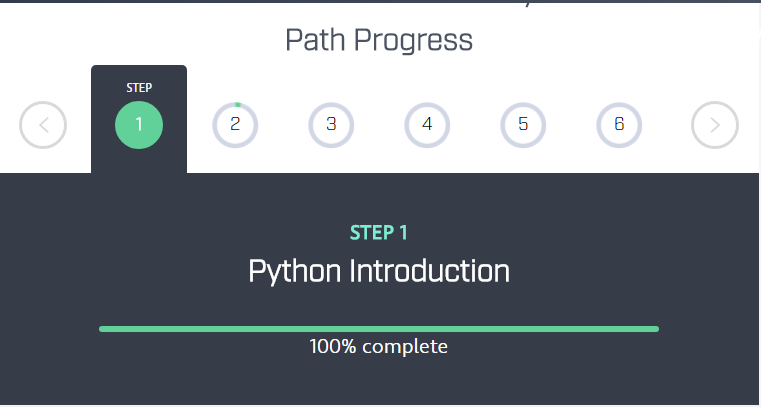 Path Progress
STEP
1 2 3 4 5 6
STEP 1
Python Introduction
100% complete